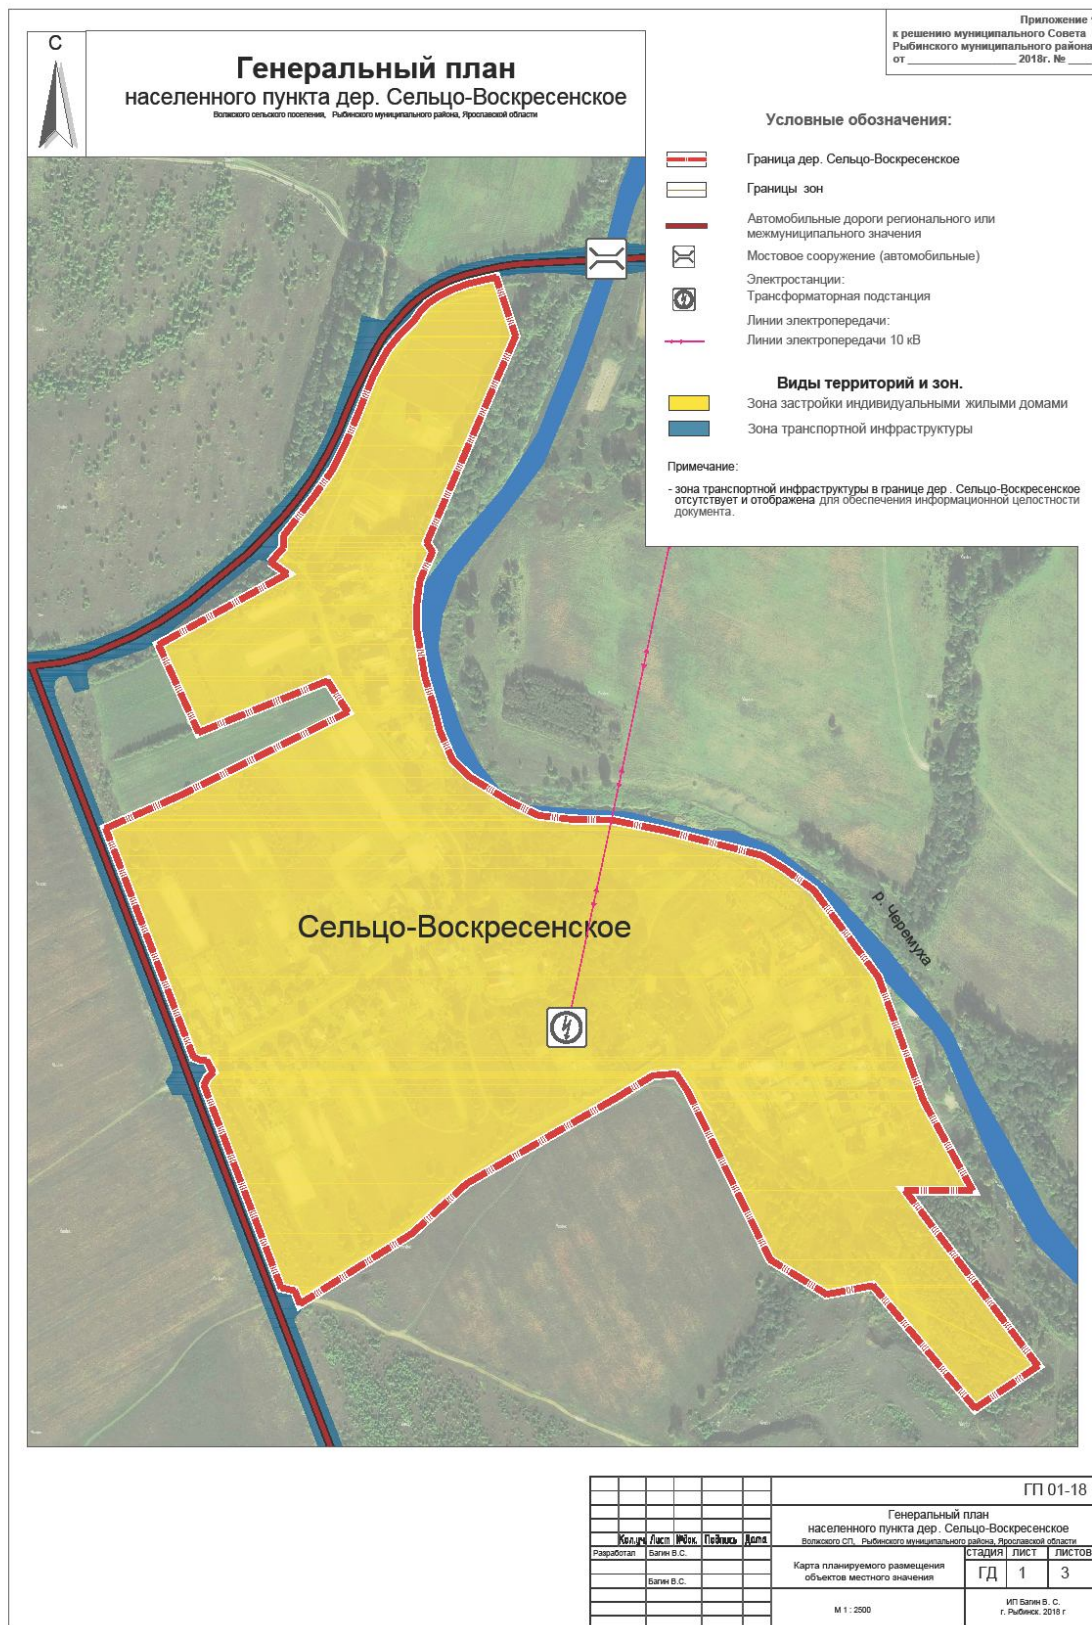 Приложение
к решению муниципального Совета
Рыбинского муниципального района
от ________________ 2018г. № ____
С
Генеральный план
населенного пункта дер. Сельцо-Воскресенское
Волжского сельского поселения, Рыбинского муниципального района, Ярославской области
Условные обозначения:
Граница дер. Сельцо-Воскресенское
Границы зон
Автомобильные дороги регионального или
межмуниципального значения
Мостовое сооружение (автомобильные)
Электростанции:
Трансформаторная подстанция
Линии электропередачи:
Линии электропередачи 10 кВ
Виды территорий и зон.
Зона застройки индивидуальными жилыми домами
Зона транспортной инфраструктуры
Примечание:
- зона транспортной инфраструктуры в границе дер . Сельцо-Воскресенское
отсутствует и отображена для обеспечения информационной целостности
документа.
Сельцо-Воскресенское
р. Черемуха
ГП 01-18
Генеральный план
населенного пункта дер. Сельцо-Воскресенское
Волжского СП, Рыбинского муниципального района, Ярославской области
Кол.уч Лист №док. Подпись Дата
Разработал Багин В.С.
Багин В.С.
Карта планируемого размещения
объектов местного значения
стадия лист листов
ГД 1 3
М 1 : 2500
ИП Багин В. С.
г. Рыбинск. 2018 г